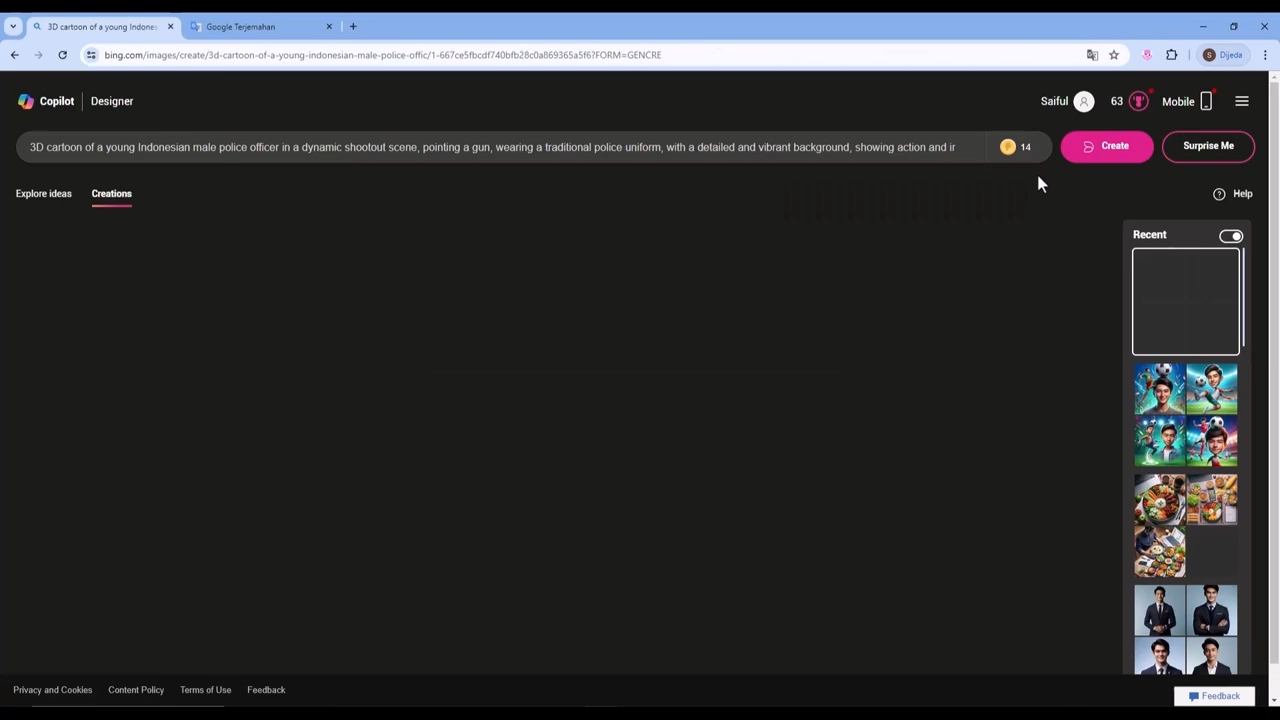 3D cartoon of a young Indones
Google Terjemahan
bing.com/images/create/3d-cartoon-of-a-young-indonesian-male-police-offic/1-667ce5fbcdf740bfb28c0a869365a5f6?FORM=GENCRE
S Dijeda
Copilot Designer
Saiful 63 Mobile
3D cartoon of a young Indonesian male police officer in a dynamic shootout scene, pointing a gun, wearing a traditional police uniform, with a detailed and vibrant background, showing action and ir
14 Create Surprise Me
Explore ideas Creations
Help
Recent
Privacy and Cookies Content Policy Terms of Use Feedback
Feedback